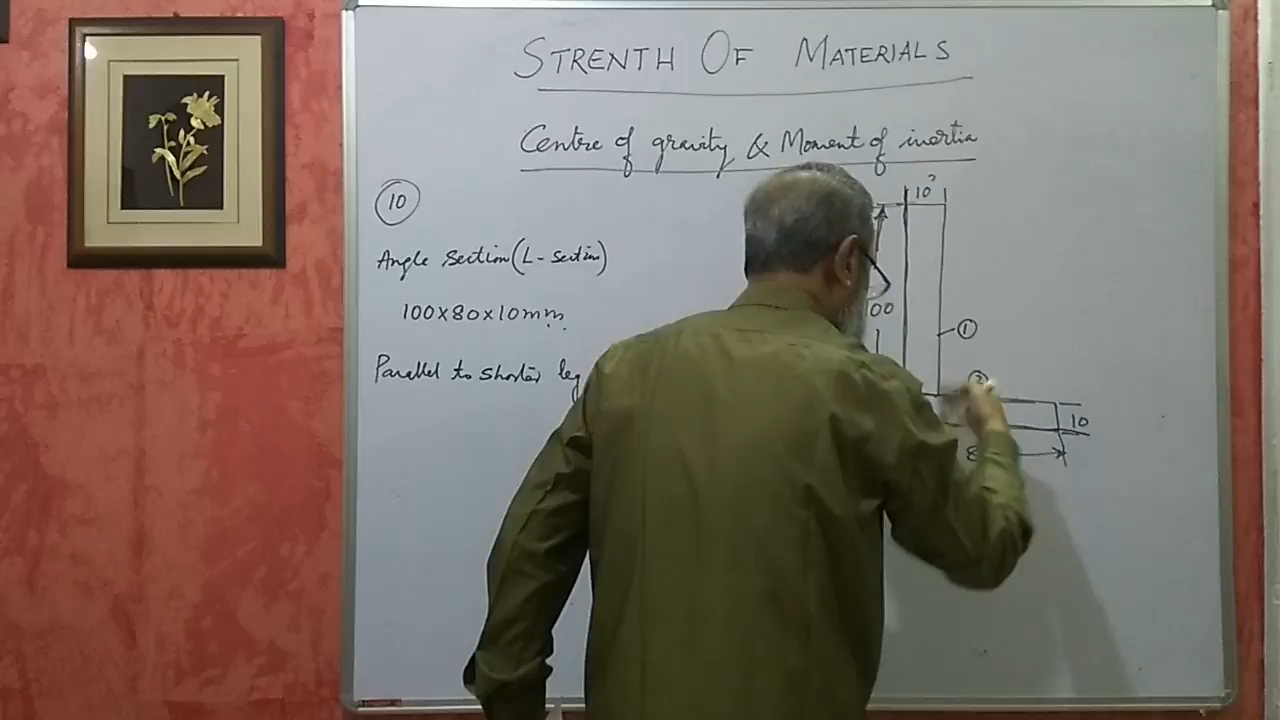 STRENTH OF MATERIALS
Centre of gravity & Moment of inertia
10
Angle section (L-section)
100x80x10mm
Parallel to shorter leg
10
100
1
2
10
8